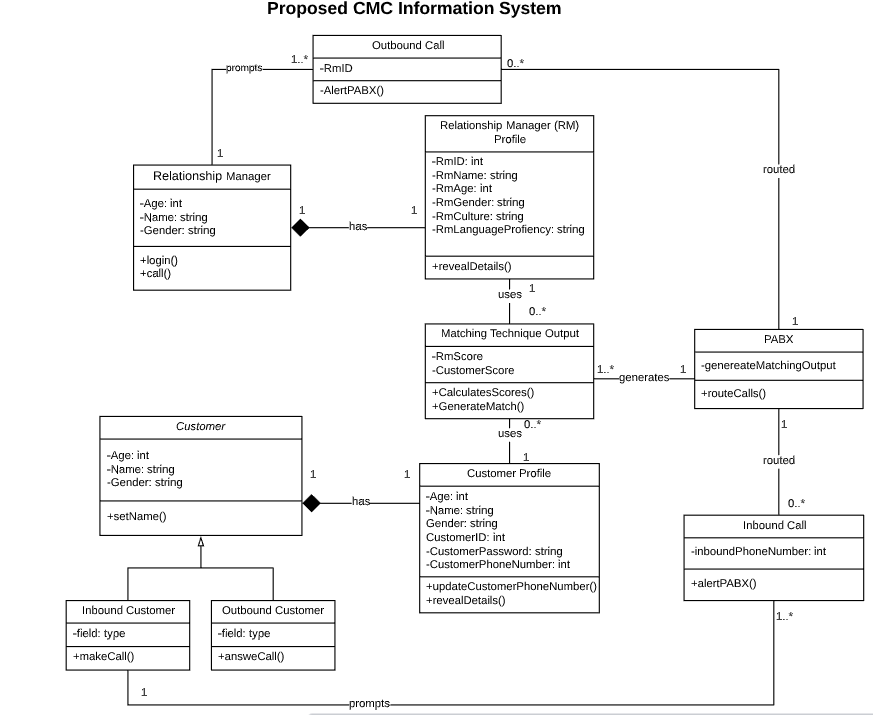 Proposed CMC Information System
Outbound Call
-RmID
-AlertPABX()
prompts
1..*
0..*
1
routed
Relationship Manager (RM)
Profile
-RmID: int
-RmName: string
-RmAge: int
-RmGender: string
-RmCulture: string
-RmLanguageProfiency: string
+revealDetails()
Relationship Manager
-Age: int
-Name: string
-Gender: string
+login()
+call()
1
has
1
uses
1
0..*
Matching Technique Output
-RmScore
-CustomerScore
+CalculatesScores()
+GenerateMatch()
1..*
generates
1
1
PABX
-genereateMatchingOutput
+routeCalls()
0..*
uses
1
1
routed
0..*
Customer
-Age: int
-Name: string
-Gender: string
+setName()
1
has
1
Customer Profile
-Age: int
-Name: string
Gender: string
CustomerID: int
-CustomerPassword: string
-CustomerPhoneNumber: int
+updateCustomerPhoneNumber()
+revealDetails()
Inbound Call
-inboundPhoneNumber: int
+alertPABX()
1..*
Inbound Customer
-field: type
+makeCall()
Outbound Customer
-field: type
+answeCall()
1
prompts